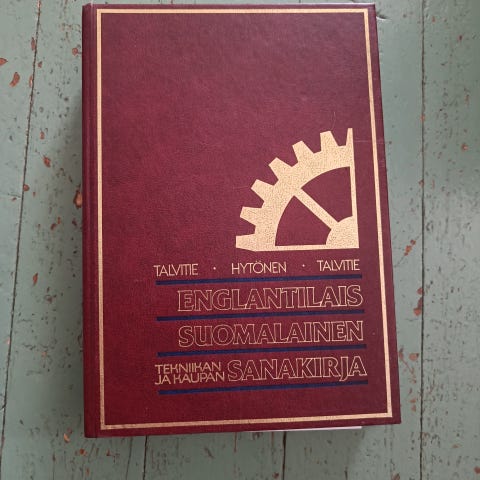 TALVITIE · HYTÖNEN · TALVITIE
ENGLANTILAIS
SUOMALAINEN
TEKNIIKAN
JA KAUPAN SANAKIRJA